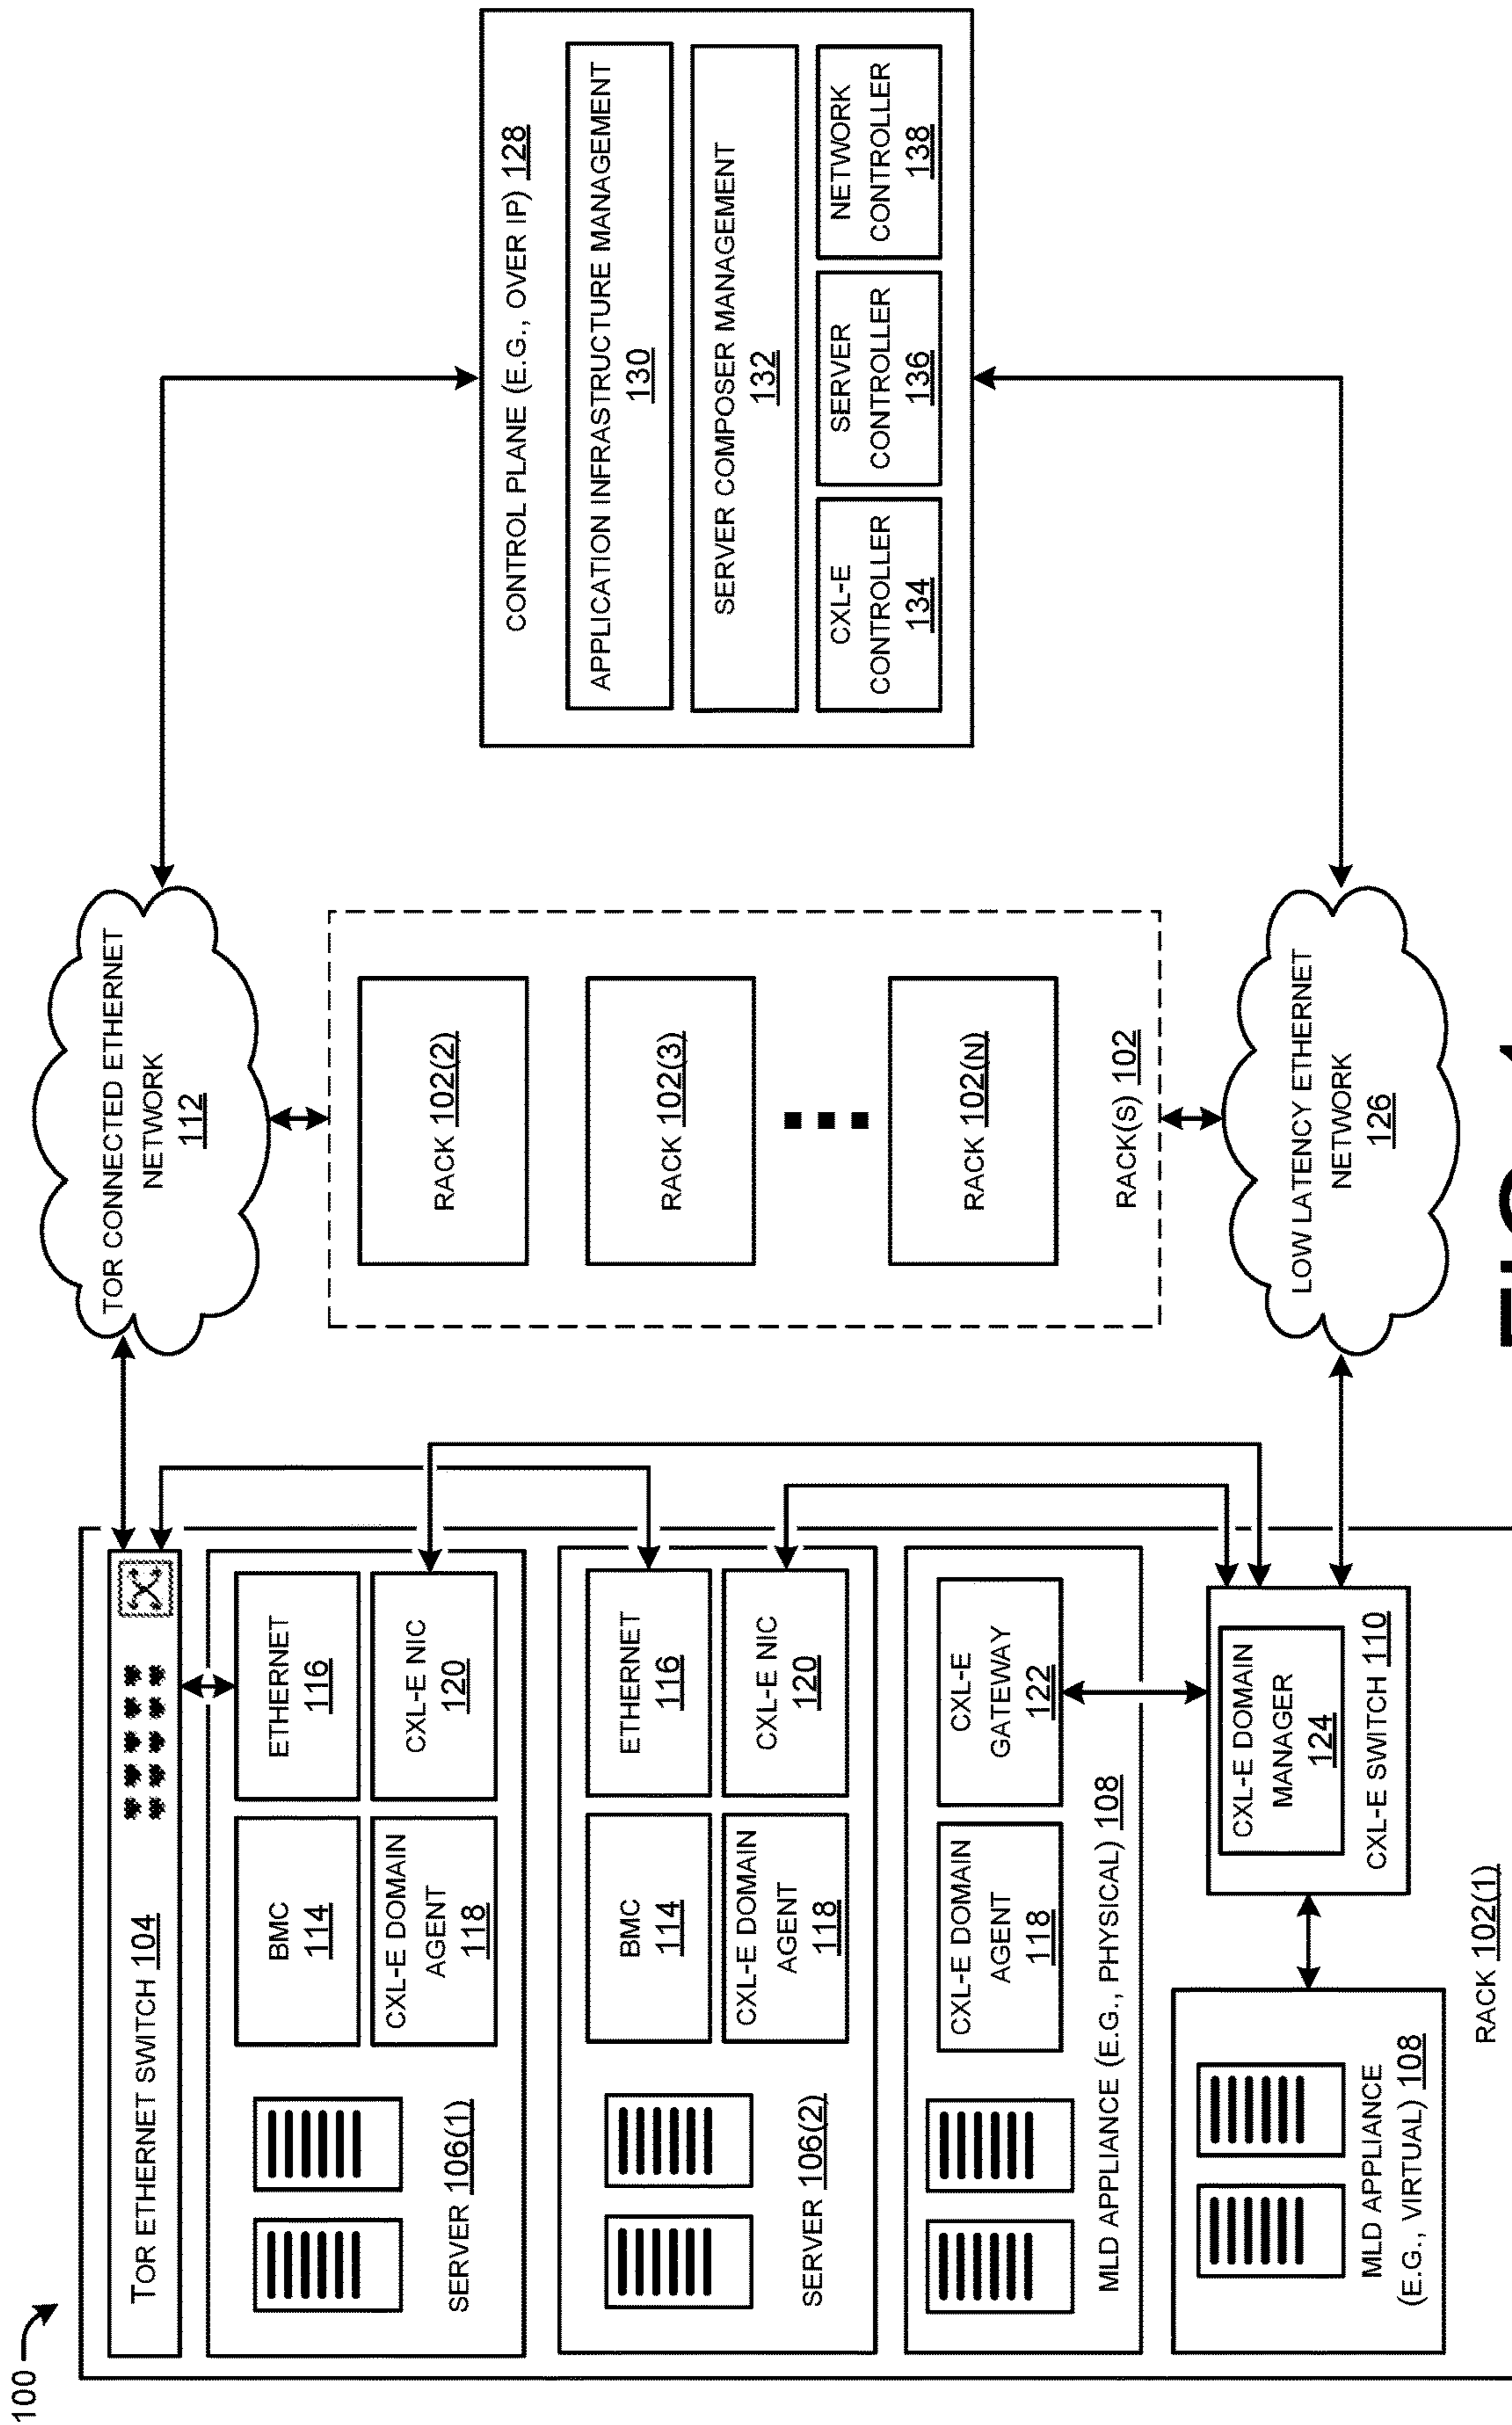 100
TOR ETHERNET SWITCH 104
SERVER 106(1)
BMC
114
ETHERNET
116
CXL-E DOMAIN
AGENT
118
CXL-E NIC
120
SERVER 106(2)
BMC
114
ETHERNET
116
CXL-E DOMAIN
AGENT
118
CXL-E NIC
120
CXL-E DOMAIN
AGENT
118
CXL-E
GATEWAY
122
MLD APPLIANCE (E.G., PHYSICAL) 108
MLD APPLIANCE
(E.G., VIRTUAL) 108
CXL-E DOMAIN
MANAGER
124
CXL-E SWITCH 110
RACK 102(1)
TOR CONNECTED ETHERNET
NETWORK
112
RACK 102(2)
RACK 102(3)
RACK 102(N)
RACK(S) 102
LOW LATENCY ETHERNET
NETWORK
126
CONTROL PLANE (E.G., OVER IP) 128
APPLICATION INFRASTRUCTURE MANAGEMENT
130
SERVER COMPOSER MANAGEMENT
132
CXL-E
CONTROLLER
134
SERVER
CONTROLLER
136
NETWORK
CONTROLLER
138